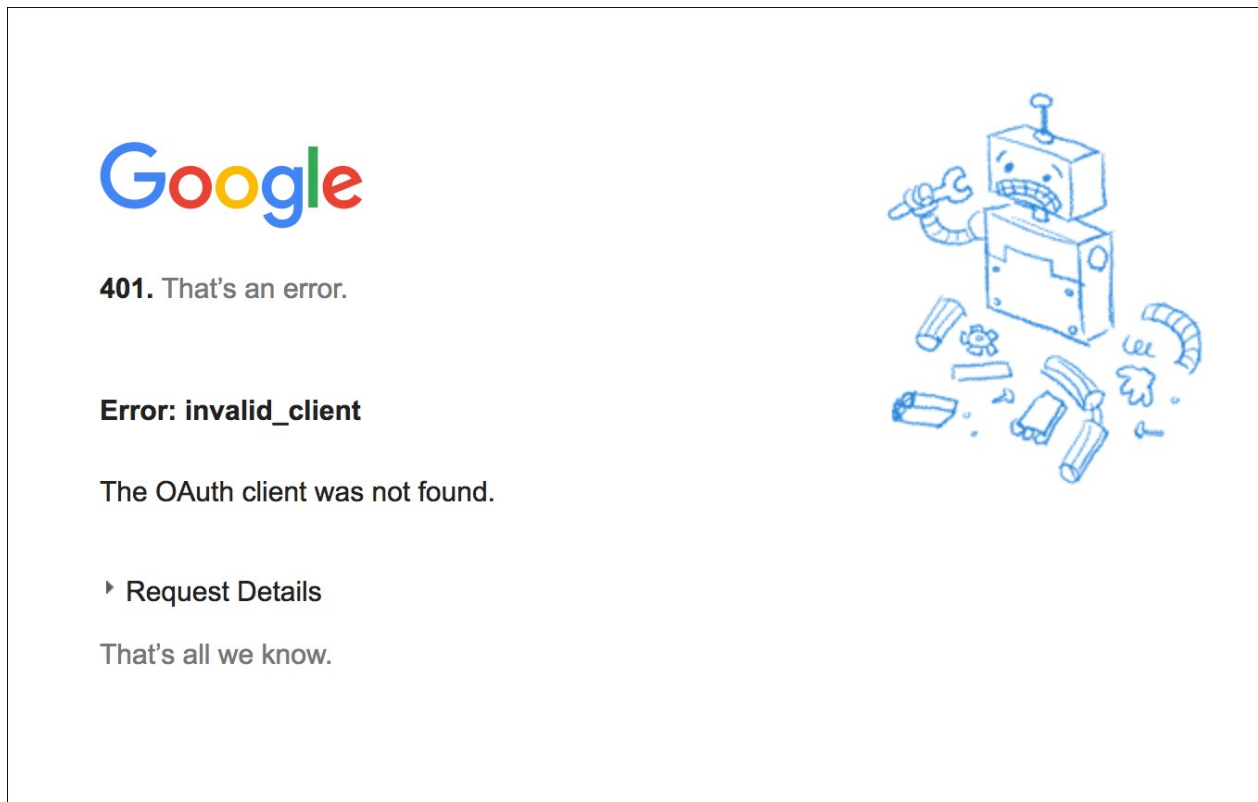 Google
401. That’s an error.
Error: invalid_client
The OAuth client was not found.
Request Details
That’s all we know.